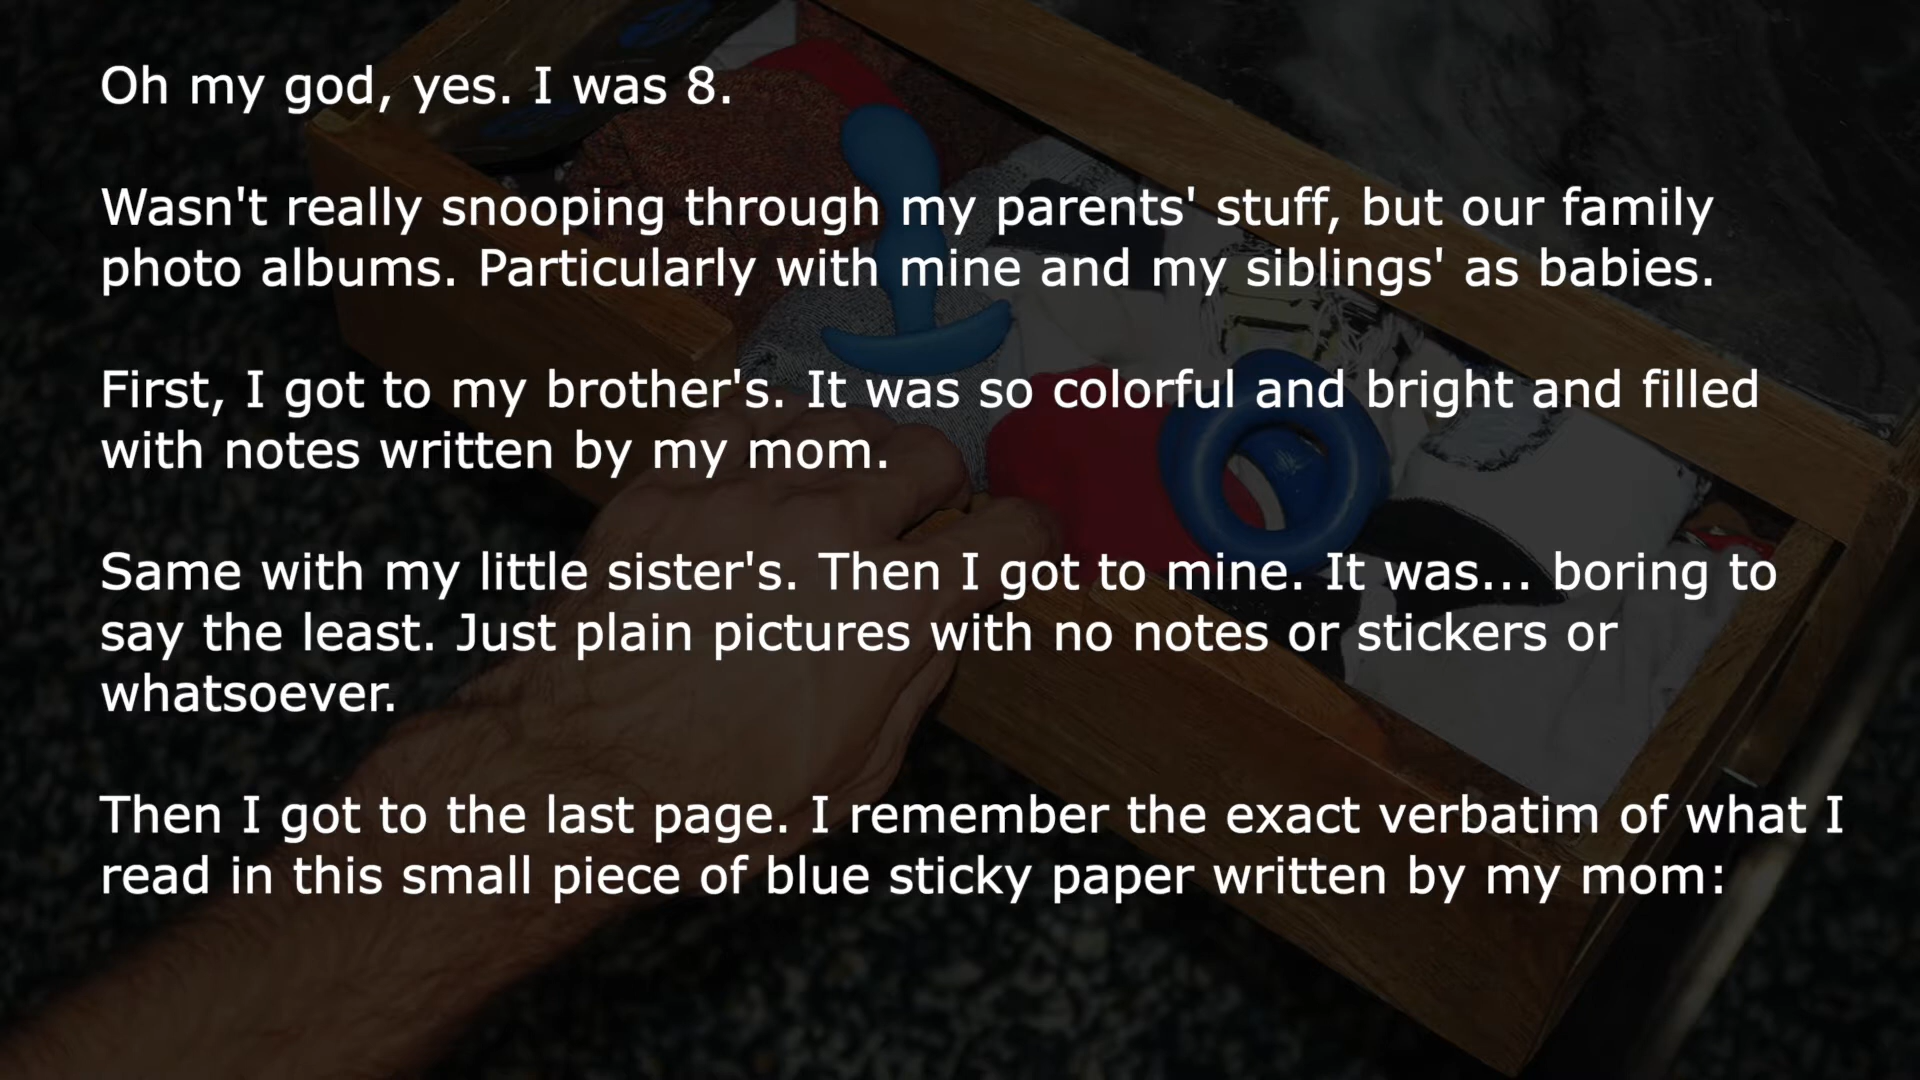 Oh my god, yes. I was 8.
Wasn't really snooping through my parents' stuff, but our family
photo albums. Particularly with mine and my siblings' as babies.
First, I got to my brother's. It was so colorful and bright and filled
with notes written by my mom.
Same with my little sister's. Then I got to mine. It was... boring to
say the least. Just plain pictures with no notes or stickers or
whatsoever.
Then I got to the last page. I remember the exact verbatim of what I
read in this small piece of blue sticky paper written by my mom: